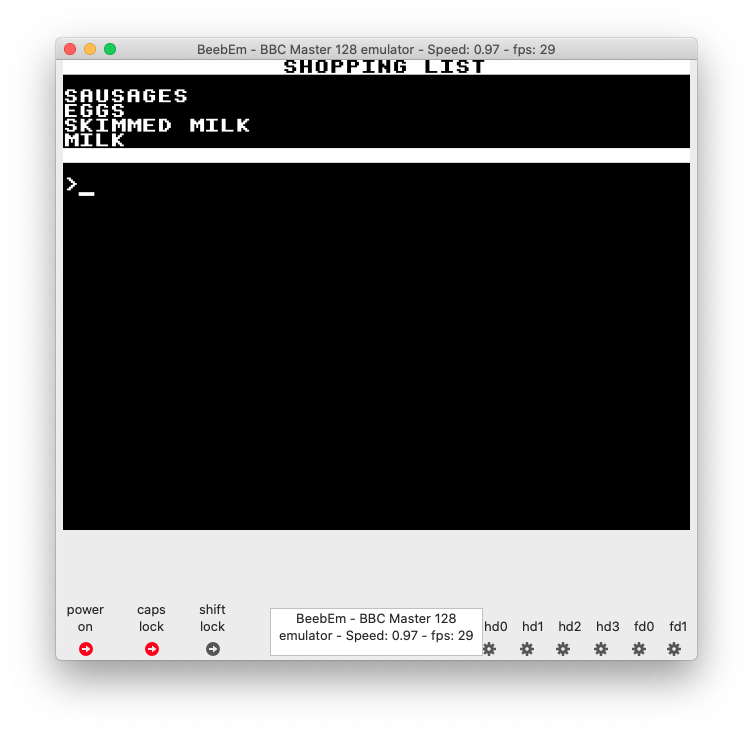 BeebEm - BBC Master 128 emulator - Speed: 0.97 - fps: 29
SHOPPING LIST
SAUSAGES
EGGS
SKIMMED MILK
MILK
>_
power on
caps lock
shift lock
BeebEm - BBC Master 128
emulator - Speed: 0.97 - fps: 29
hd0 hd1 hd2 hd3 fd0 fd1